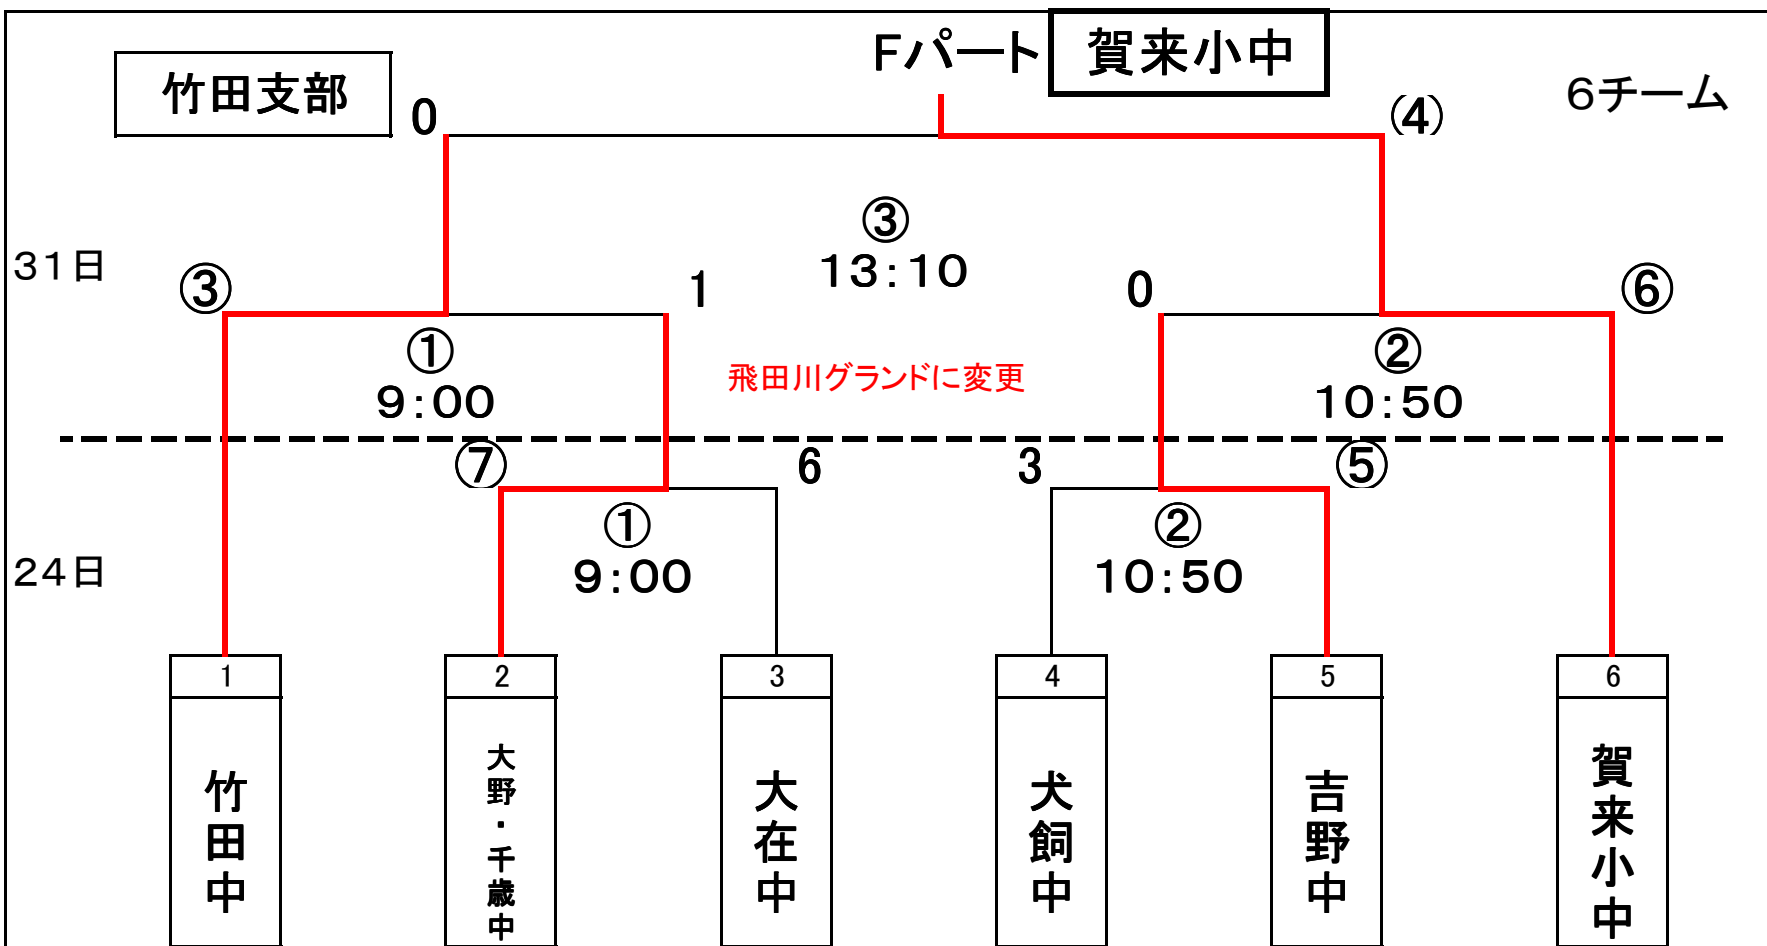 Fパート 賀来小中
竹田支部
6チーム
0
(4)
31日
③
13:10
③
1
0
⑥
①
9:00
飛田川グランドに変更
②
10:50
⑦
6
3
⑤
24日
①
9:00
②
10:50
1
2
3
4
5
6
竹田中
大野・千歳中
大在中
犬飼中
吉野中
賀来小中